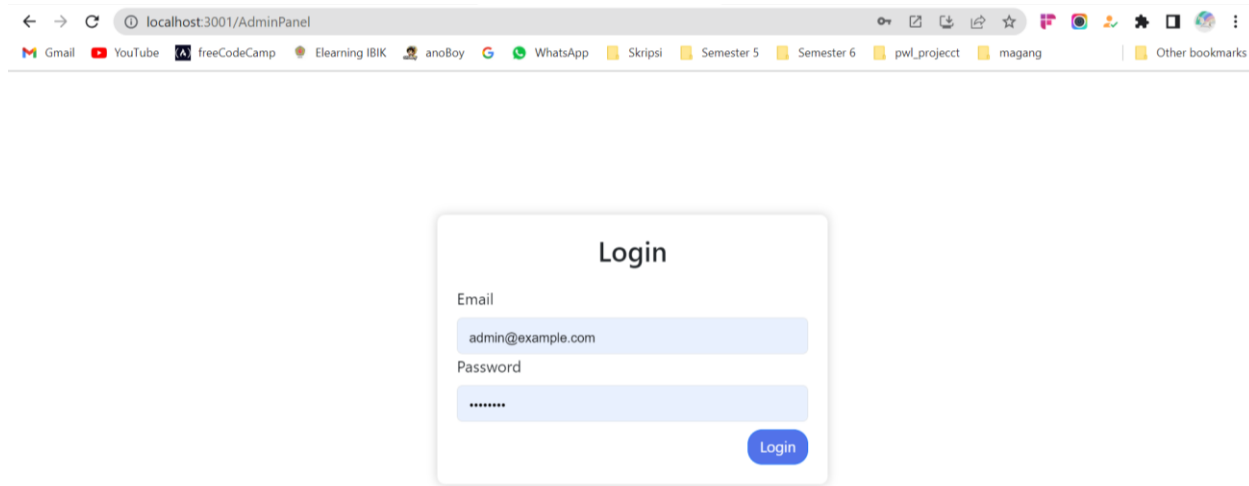 localhost:3001/AdminPanel
Gmail YouTube freeCodeCamp Elearning IBIK anoBoy WhatsApp Skripsi Semester 5 Semester 6 pwl_projecct magang Other bookmarks
Login
Email
admin@example.com
Password
••••••••
Login